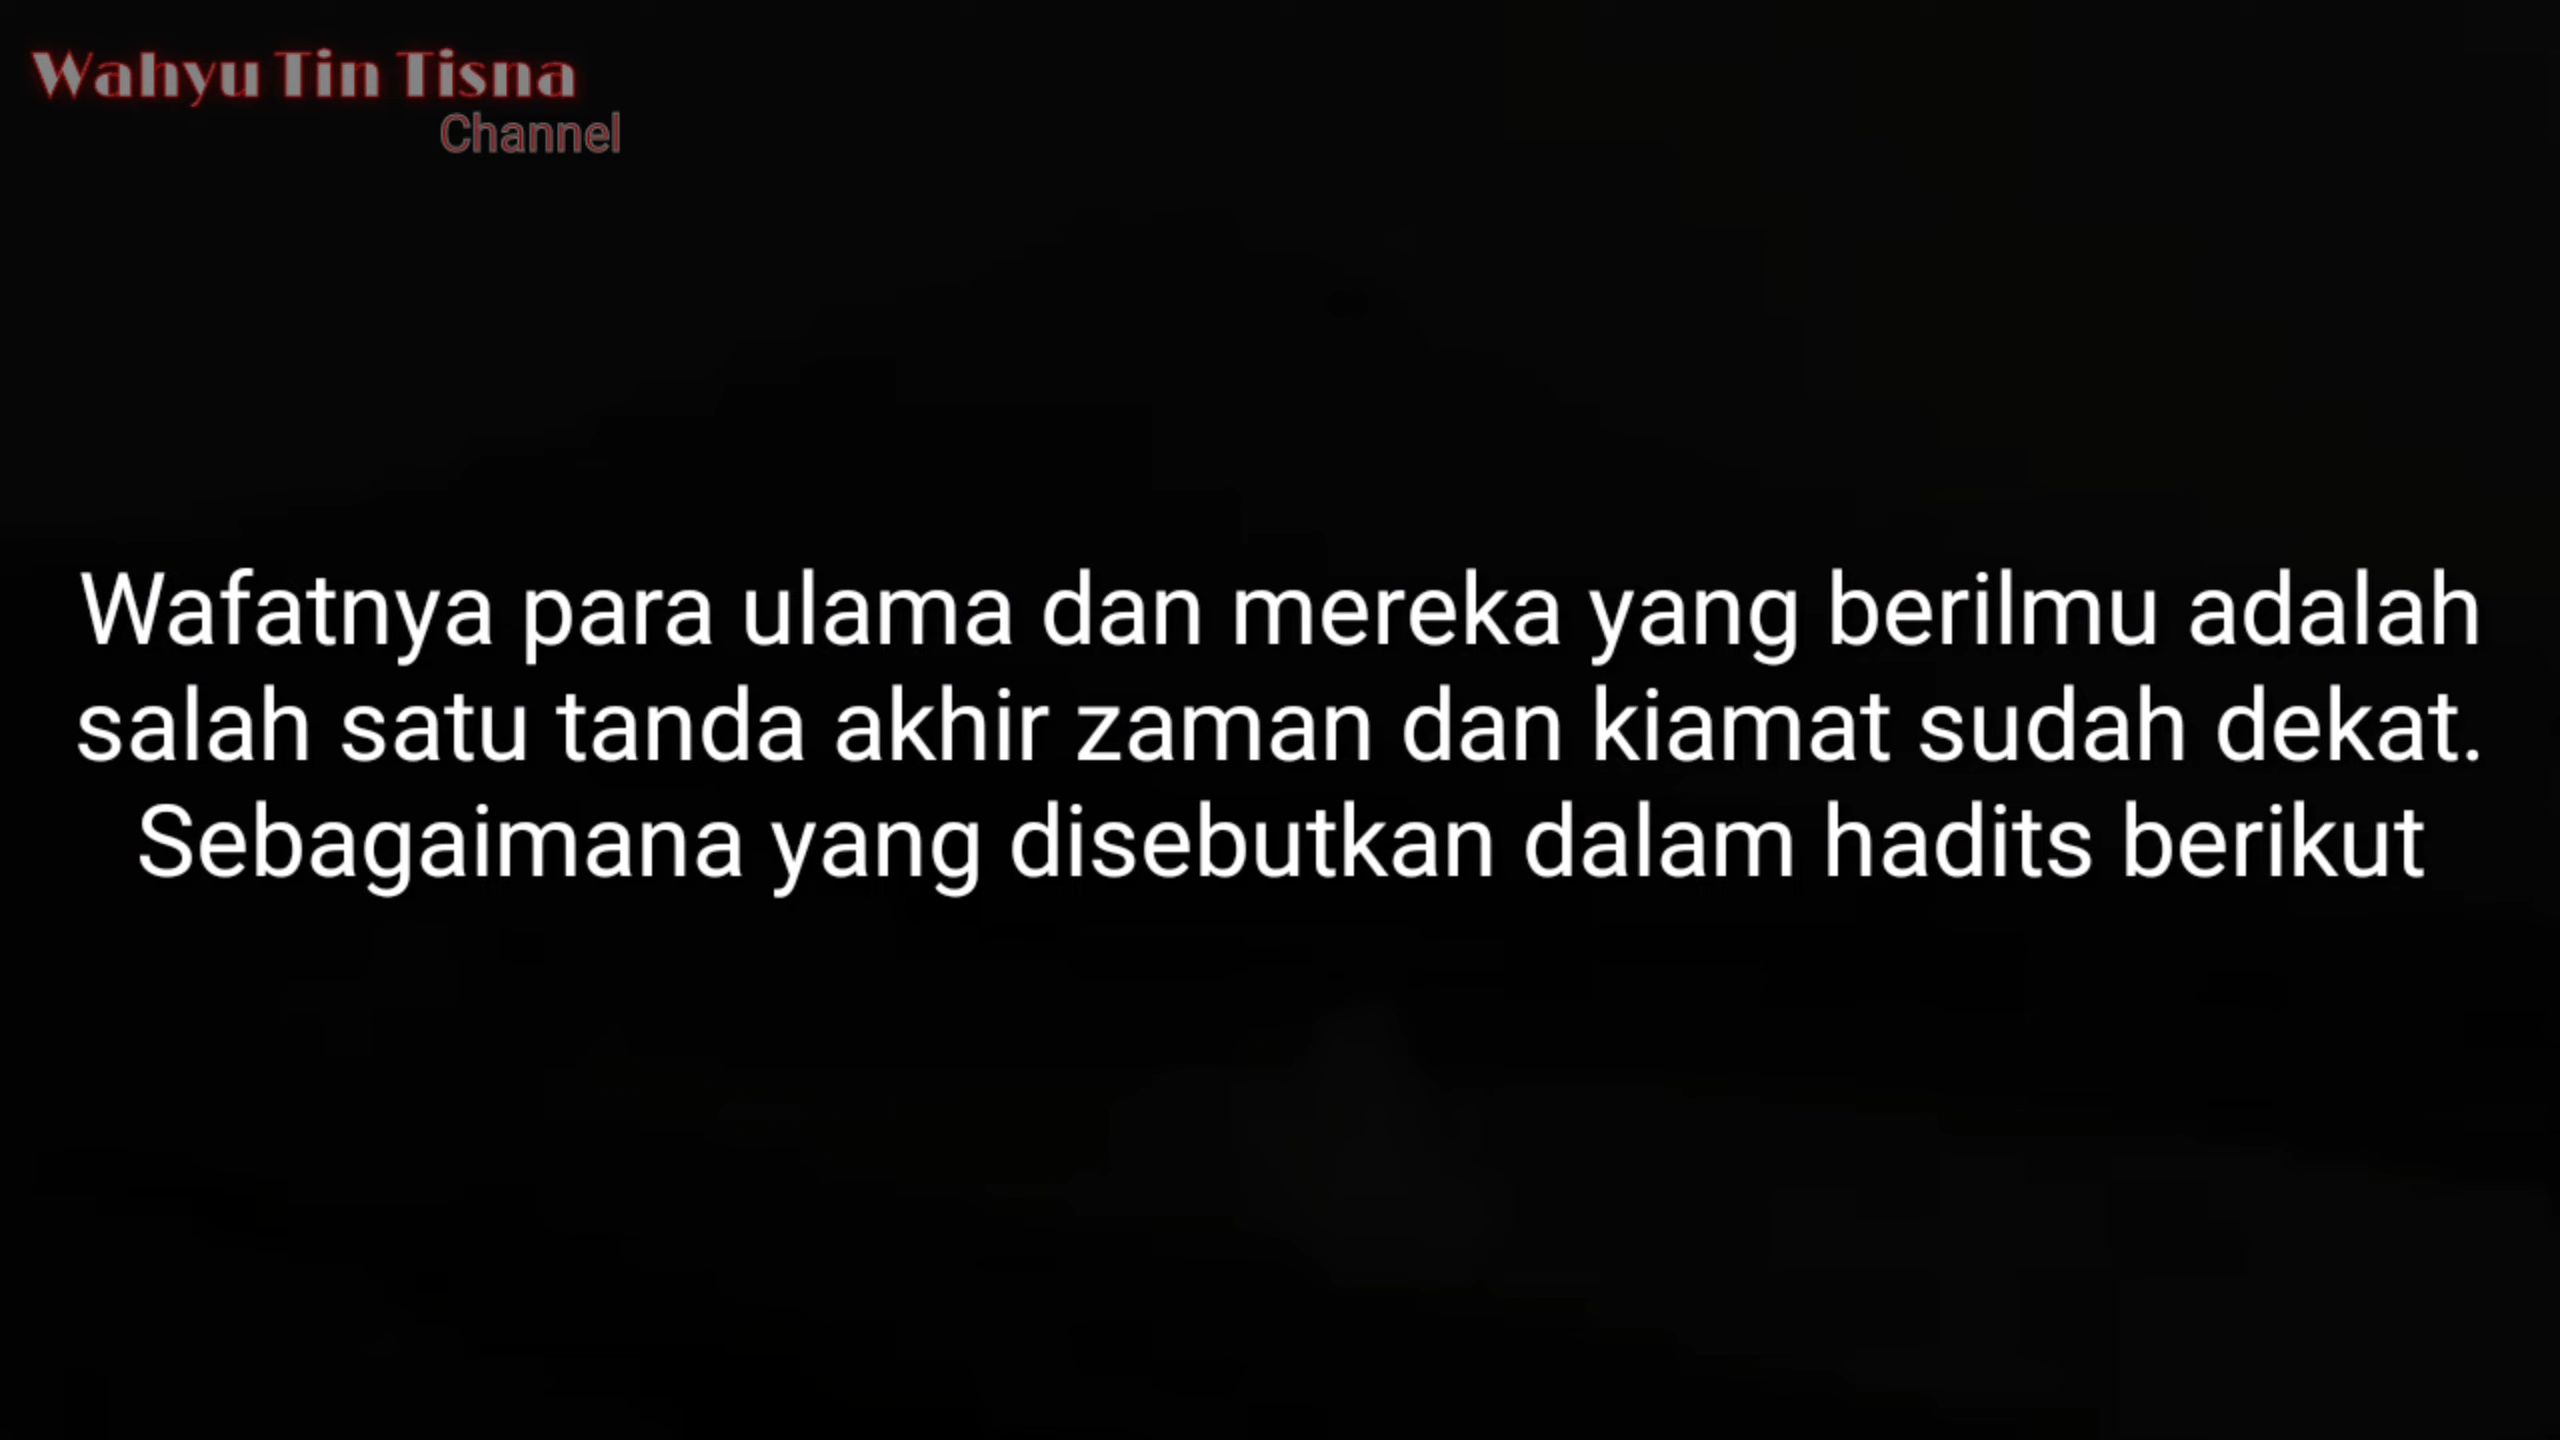 Wahyu Tin Tisna
Channel
Wafatnya para ulama dan mereka yang berilmu adalah
salah satu tanda akhir zaman dan kiamat sudah dekat.
Sebagaimana yang disebutkan dalam hadits berikut